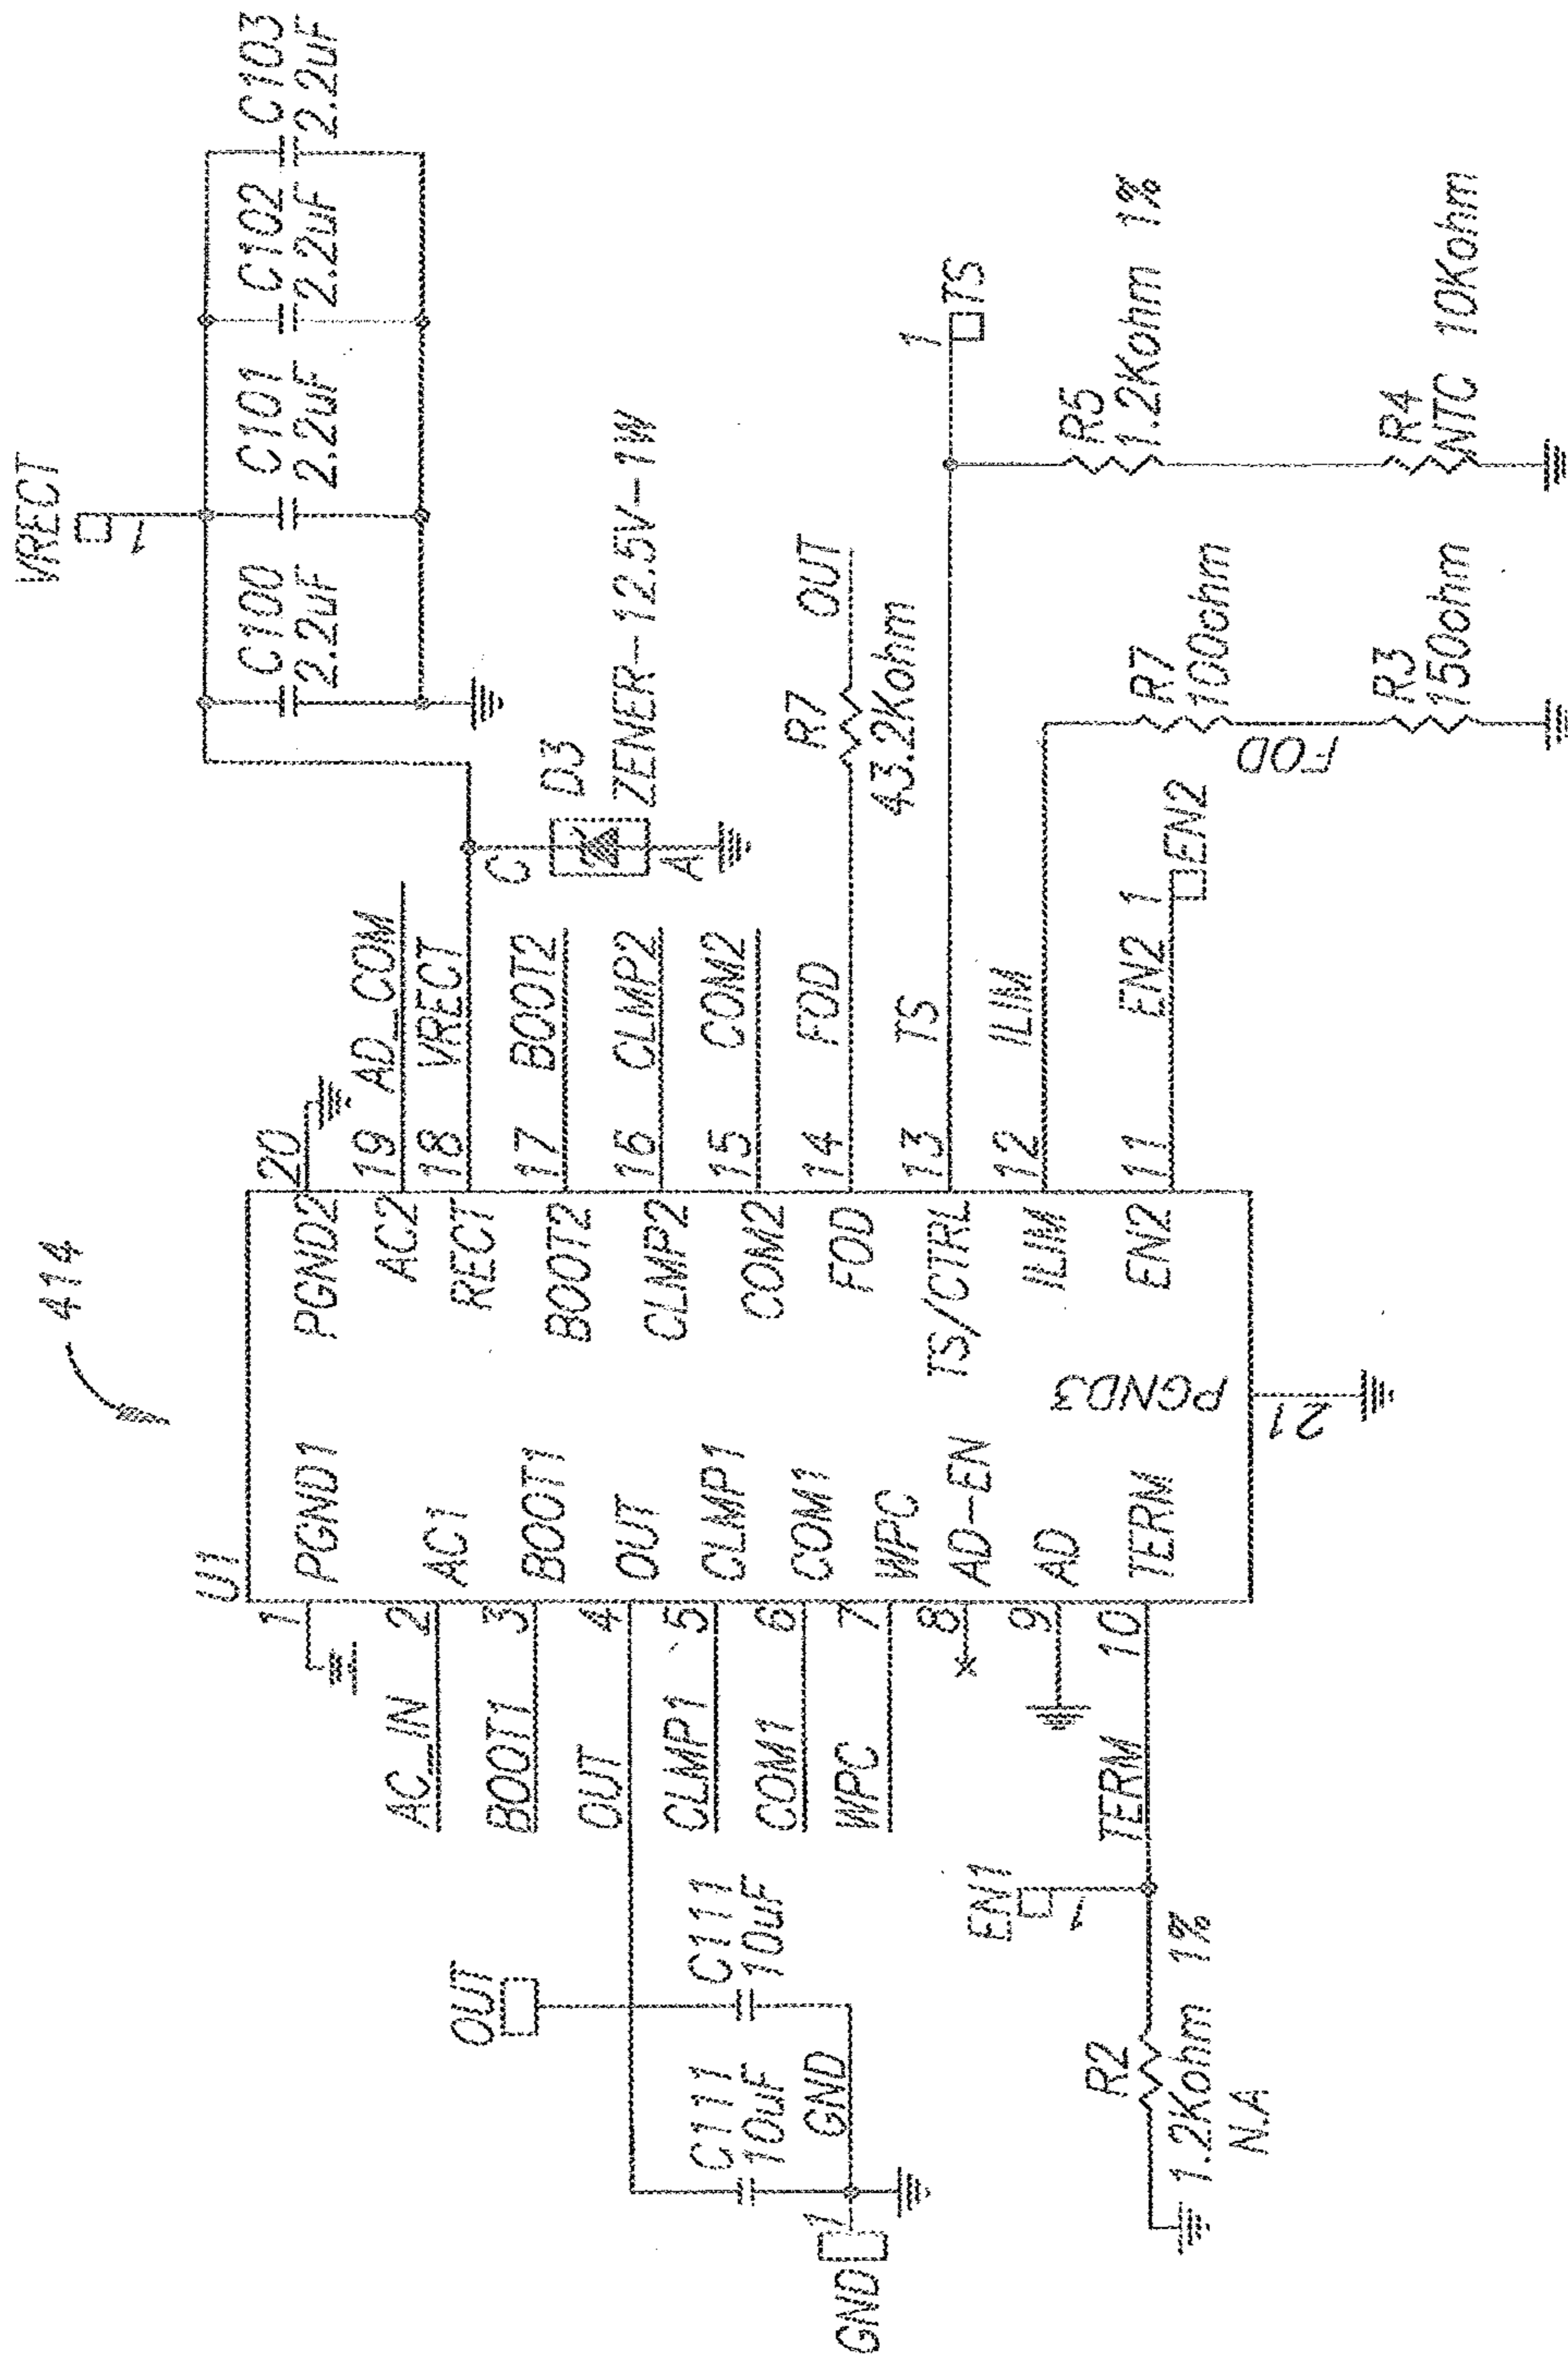 414
U1
VRECT
1
C100
2.2uF
C101
2.2uF
C102
2.2uF
C103
2.2uF
1
PGND1
PGND2
20
AC_IN
2
AC1
AC2
19 AD_COM
RECT
18 VRECT
BOOT1
3
BOOT1
BOOT2
17 BOOT2
OUT
4
OUT
CLMP2
16 CLMP2
CLMP1
5
CLMP1
COM2
15 COM2
COM1
6
COM1
FOD
14 FOD
WPC
7
WPC
TS/CTRL
13 TS
8
AD-EN
ILIM
12 ILIM
9
AD
EN2
11 EN2 1
EN2
TERM 10
TERM
PGND3
21
C
D3
ZENER-12.5V-1W
A
R7
43.2Kohm
OUT
1
TS
R5
1.2Kohm 1%
R4
NTC 10Kohm
R7
100ohm
FOD
R3
150ohm
OUT
C111
10uF
C111
10uF
GND
1
GND
EN1
1
R2
1.2Kohm 1%
N.A